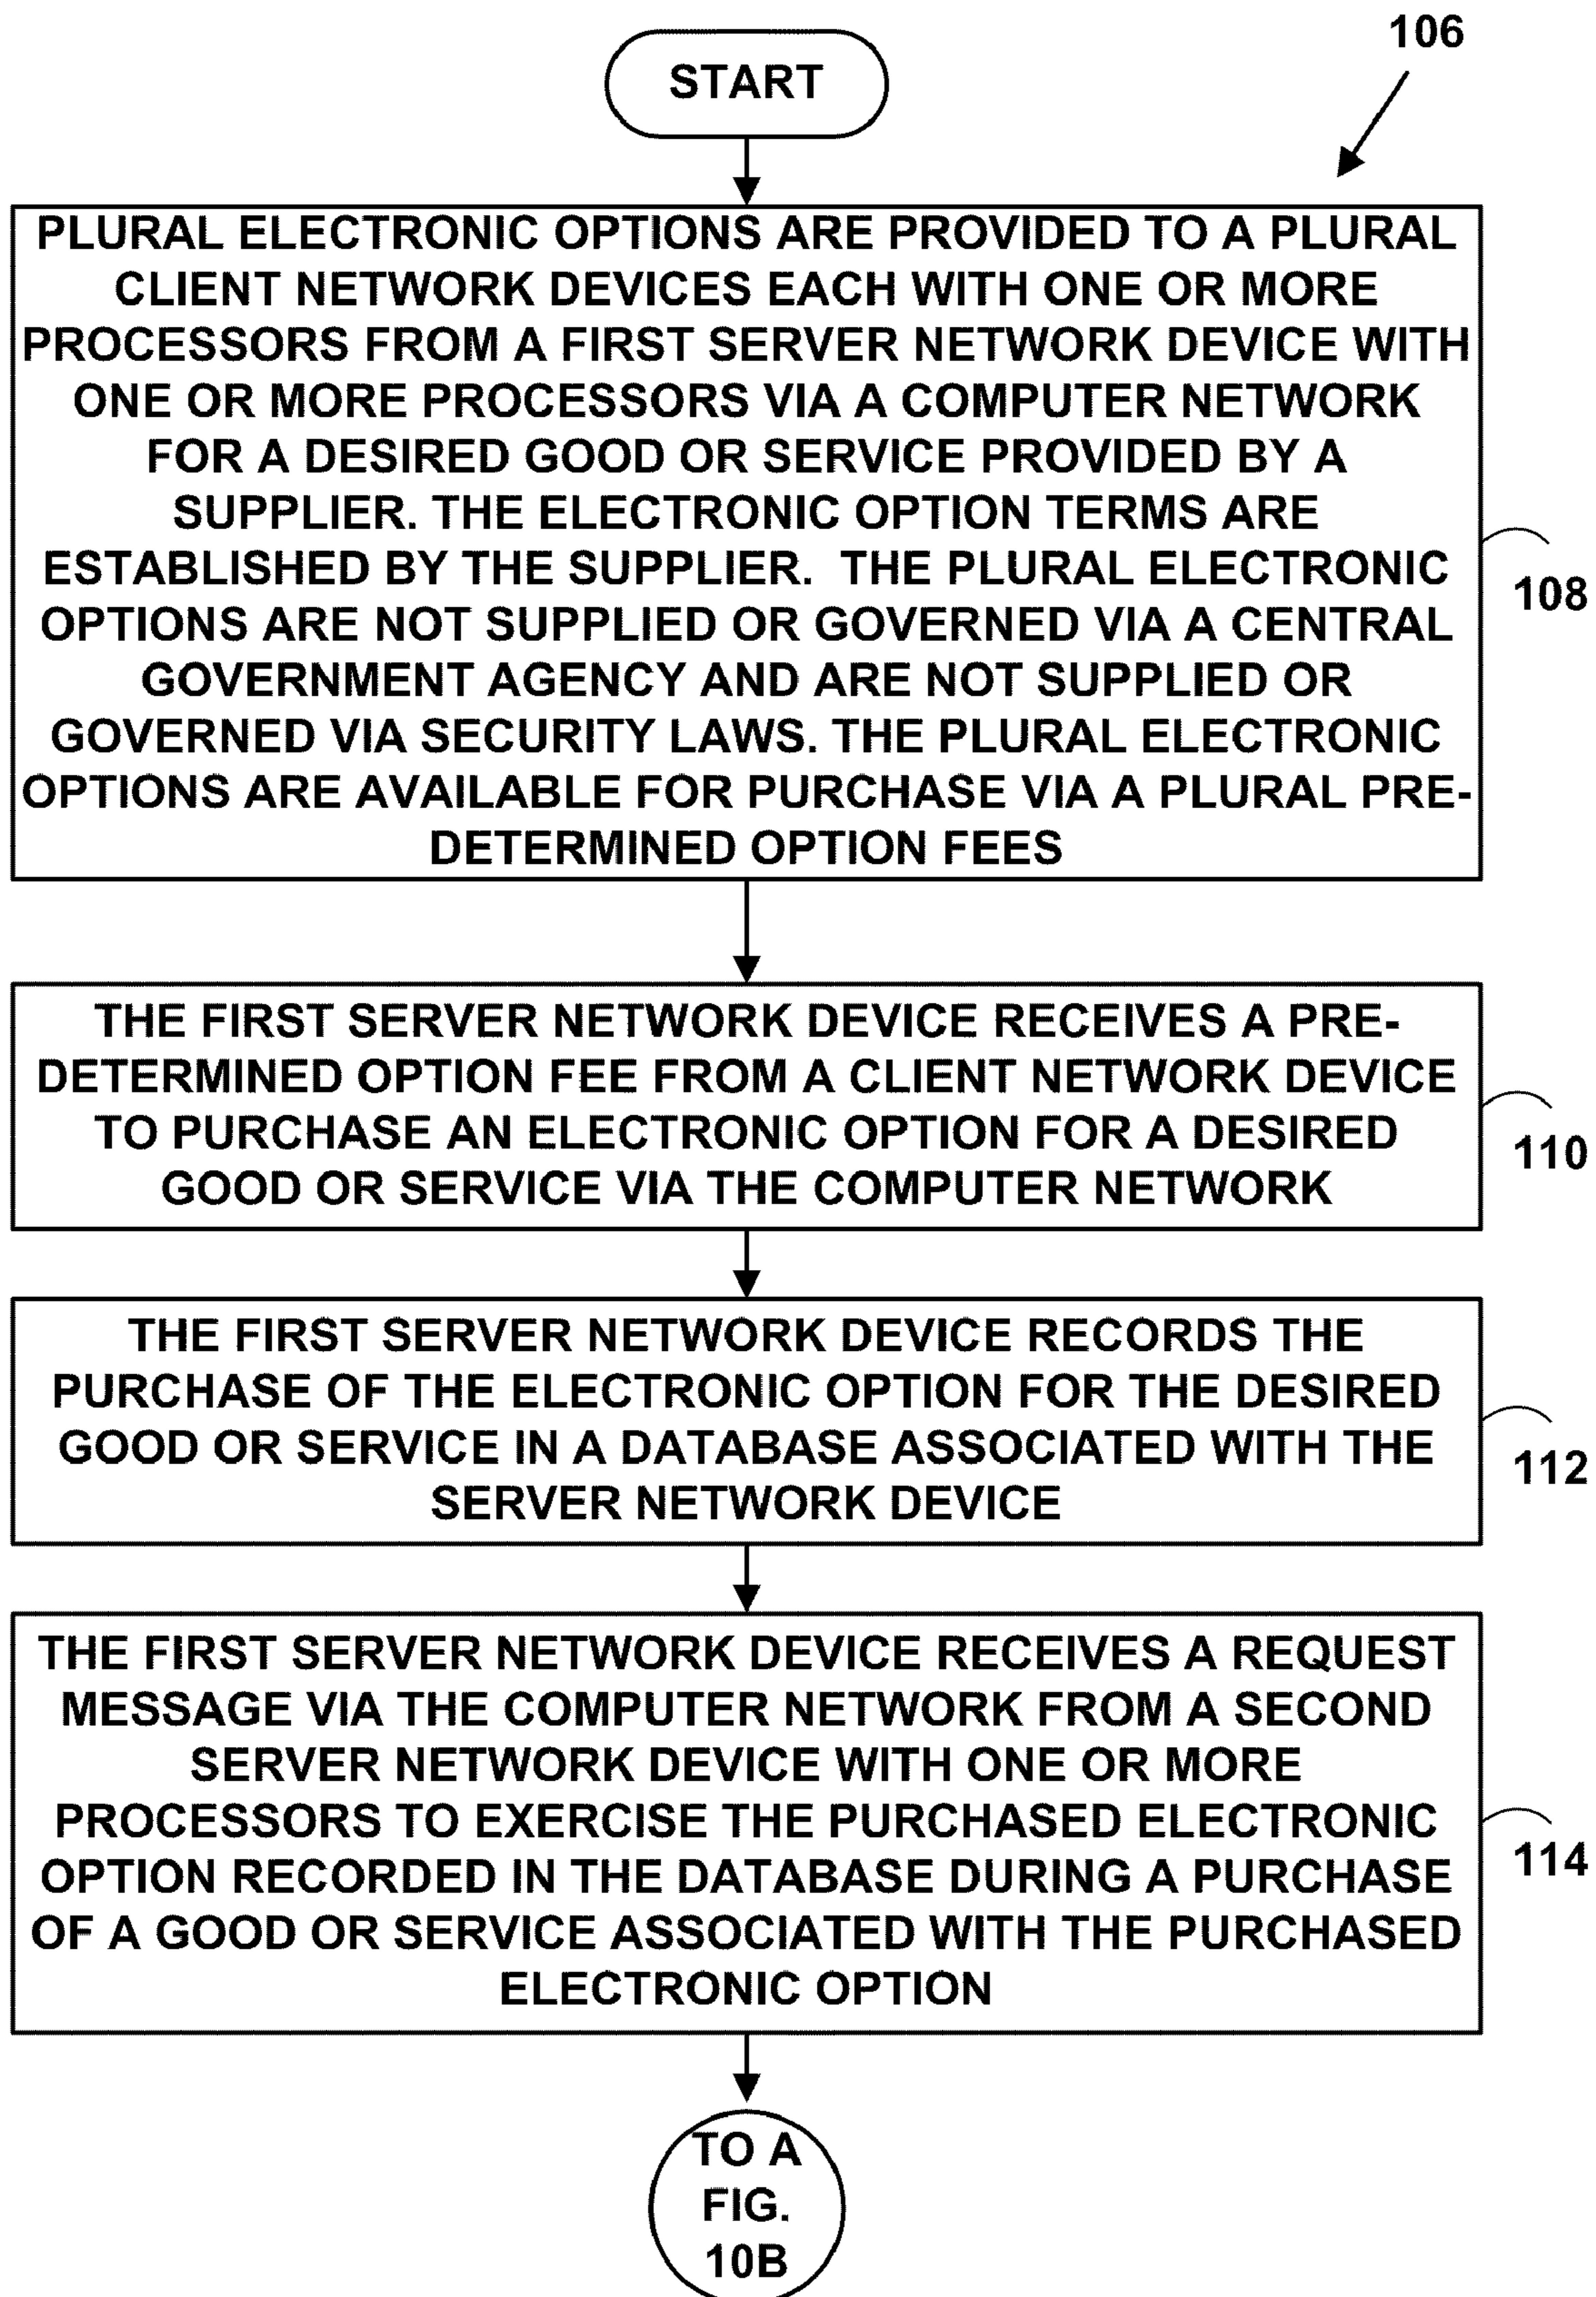 106
START
PLURAL ELECTRONIC OPTIONS ARE PROVIDED TO A PLURAL
CLIENT NETWORK DEVICES EACH WITH ONE OR MORE
PROCESSORS FROM A FIRST SERVER NETWORK DEVICE WITH
ONE OR MORE PROCESSORS VIA A COMPUTER NETWORK
FOR A DESIRED GOOD OR SERVICE PROVIDED BY A
SUPPLIER. THE ELECTRONIC OPTION TERMS ARE
ESTABLISHED BY THE SUPPLIER. THE PLURAL ELECTRONIC
OPTIONS ARE NOT SUPPLIED OR GOVERNED VIA A CENTRAL
GOVERNMENT AGENCY AND ARE NOT SUPPLIED OR
GOVERNED VIA SECURITY LAWS. THE PLURAL ELECTRONIC
OPTIONS ARE AVAILABLE FOR PURCHASE VIA A PLURAL PRE-
DETERMINED OPTION FEES
108
THE FIRST SERVER NETWORK DEVICE RECEIVES A PRE-
DETERMINED OPTION FEE FROM A CLIENT NETWORK DEVICE
TO PURCHASE AN ELECTRONIC OPTION FOR A DESIRED
GOOD OR SERVICE VIA THE COMPUTER NETWORK
110
THE FIRST SERVER NETWORK DEVICE RECORDS THE
PURCHASE OF THE ELECTRONIC OPTION FOR THE DESIRED
GOOD OR SERVICE IN A DATABASE ASSOCIATED WITH THE
SERVER NETWORK DEVICE
112
THE FIRST SERVER NETWORK DEVICE RECEIVES A REQUEST
MESSAGE VIA THE COMPUTER NETWORK FROM A SECOND
SERVER NETWORK DEVICE WITH ONE OR MORE
PROCESSORS TO EXERCISE THE PURCHASED ELECTRONIC
OPTION RECORDED IN THE DATABASE DURING A PURCHASE
OF A GOOD OR SERVICE ASSOCIATED WITH THE PURCHASED
ELECTRONIC OPTION
114
TO A
FIG.
10B